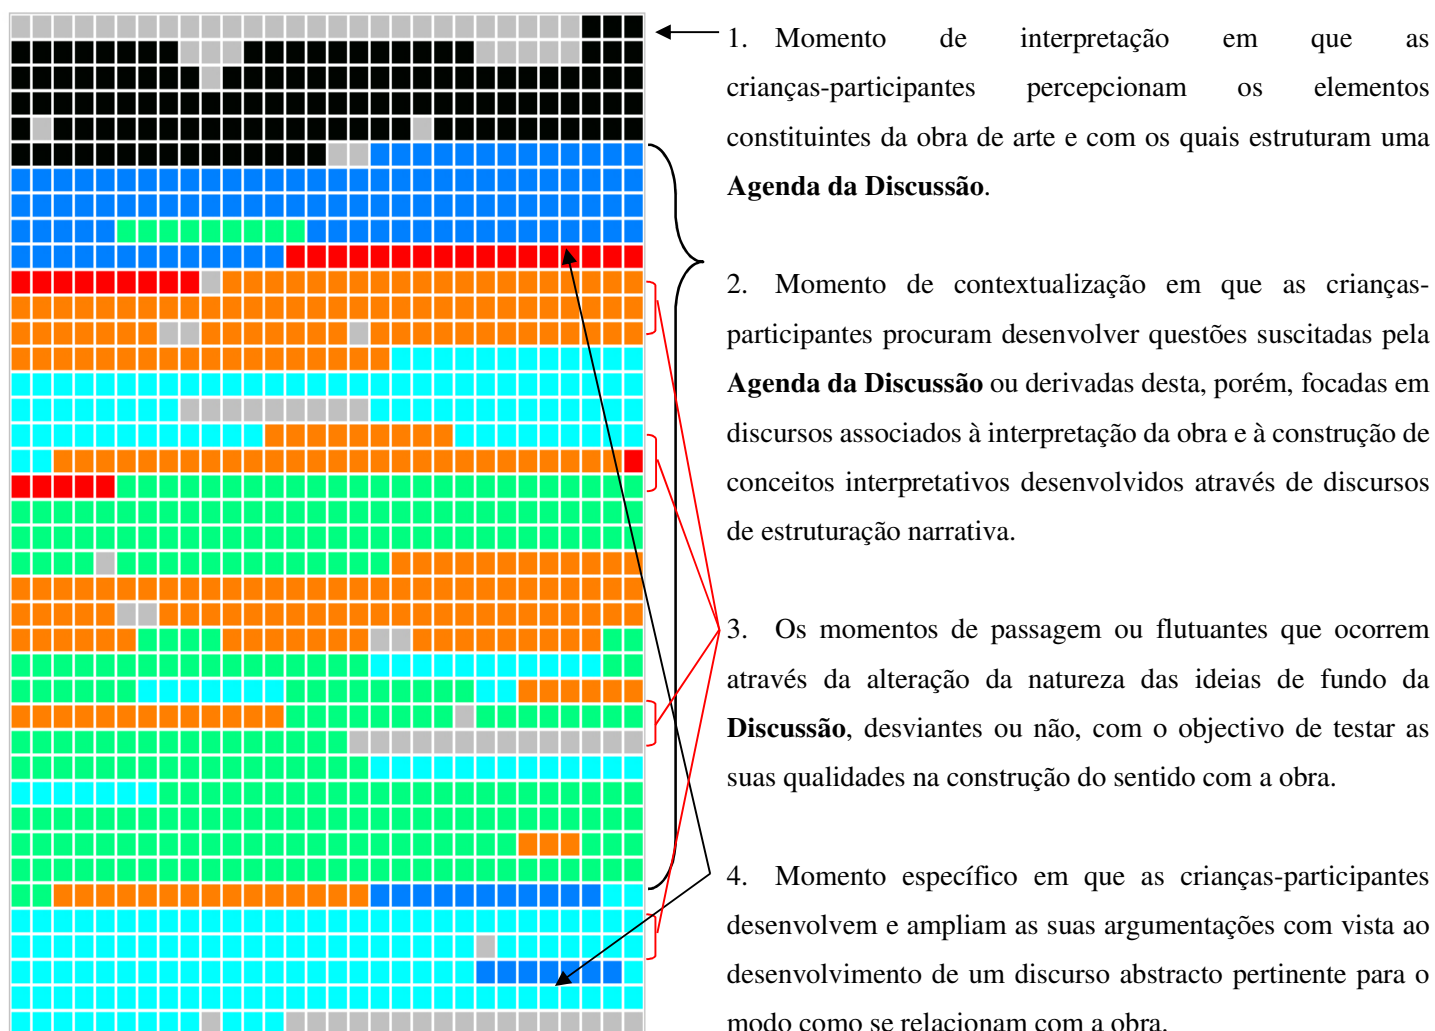 1. Momento de interpretação em que as
crianças-participantes percepcionam os elementos
constituintes da obra de arte e com os quais estruturam uma
Agenda da Discussão.
2. Momento de contextualização em que as crianças-
participantes procuram desenvolver questões suscitadas pela
Agenda da Discussão ou derivadas desta, porém, focadas em
discursos associados à interpretação da obra e à construção de
conceitos interpretativos desenvolvidos através de discursos
de estruturação narrativa.
3. Os momentos de passagem ou flutuantes que ocorrem
através da alteração da natureza das ideias de fundo da
Discussão, desviantes ou não, com o objectivo de testar as
suas qualidades na construção do sentido com a obra.
4. Momento específico em que as crianças-participantes
desenvolvem e ampliam as suas argumentações com vista ao
desenvolvimento de um discurso abstracto pertinente para o
modo como se relacionam com a obra.